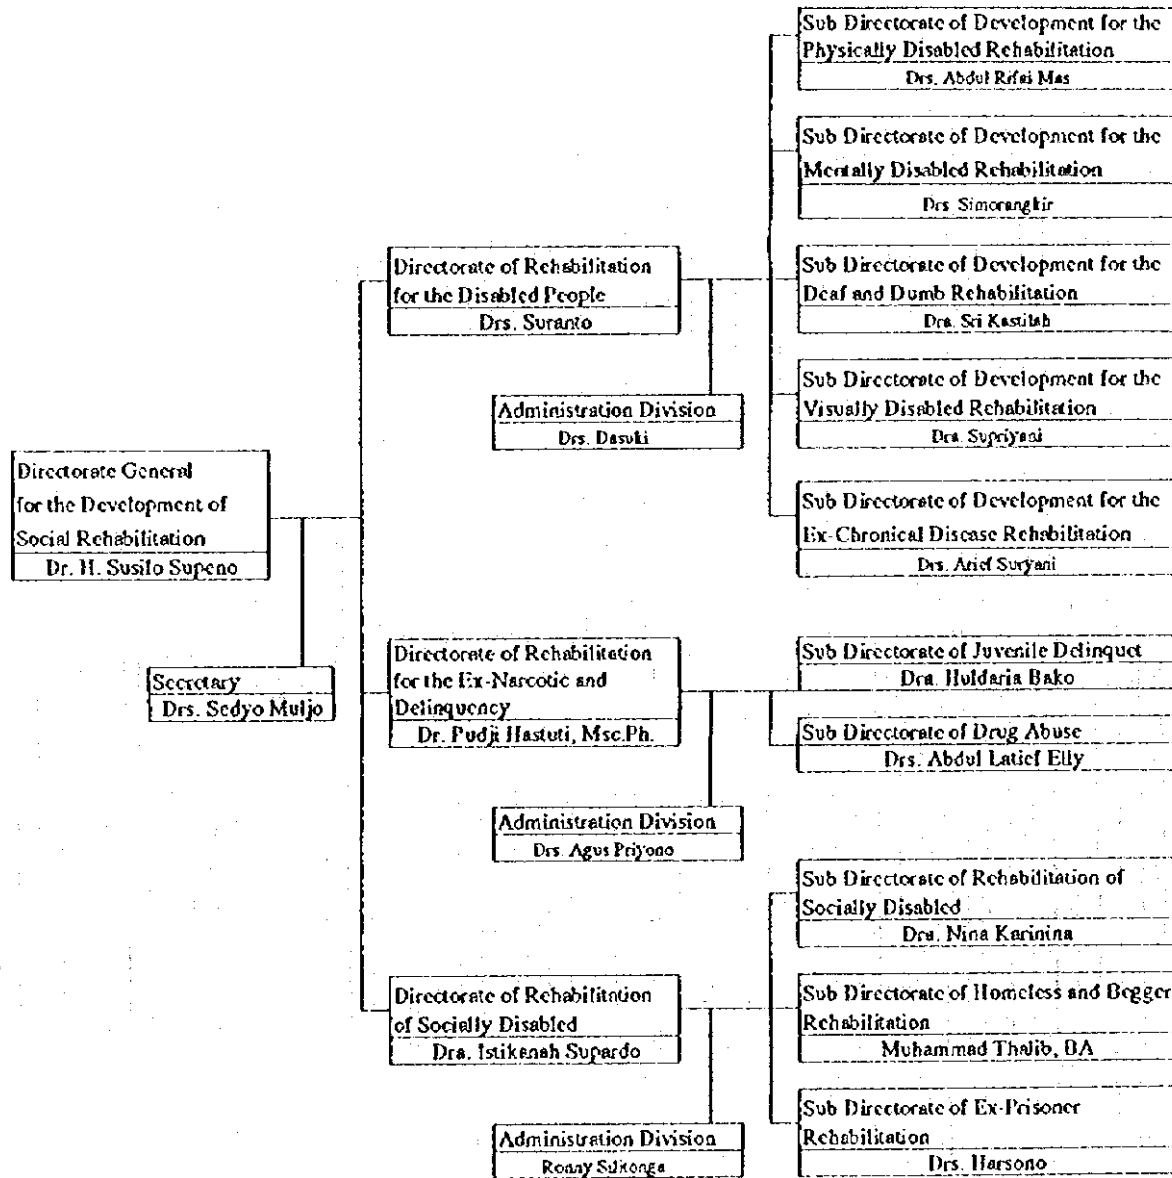 Directorate General
for the Development of
Social Rehabilitation
Dr. H. Susilo Supeno
Secretary
Drs. Sedyo Muljo
Directorate of Rehabilitation
for the Disabled People
Drs. Suranto
Administration Division
Drs. Dasuki
Sub Directorate of Development for the
Physically Disabled Rehabilitation
Drs. Abdul Rifai Mas
Sub Directorate of Development for the
Mentally Disabled Rehabilitation
Drs Simorangkir
Sub Directorate of Development for the
Deaf and Dumb Rehabilitation
Dra. Sri Kastilah
Sub Directorate of Development for the
Visually Disabled Rehabilitation
Dra. Supriyani
Sub Directorate of Development for the
Ex-Chronical Disease Rehabilitation
Drs. Arief Suryani
Directorate of Rehabilitation
for the Ex-Narcotic and
Delinquency
Dr. Pudji Hastuti, Msc.Ph.
Administration Division
Drs. Agus Priyono
Sub Directorate of Juvenile Delinquet
Dra. Huldaria Bako
Sub Directorate of Drug Abuse
Drs. Abdul Latief Elly
Directorate of Rehabilitation
of Socially Disabled
Dra. Istikanah Supardo
Administration Division
Ronny
Sub Directorate of Rehabilitation of
Socially Disabled
Dra. Nina Karinina
Sub Directorate of Homeless and Begger
Rehabilitation
Muhammad Thalib, BA
Sub Directorate of Ex-Prisoner
Rehabilitation
Drs. Harsono